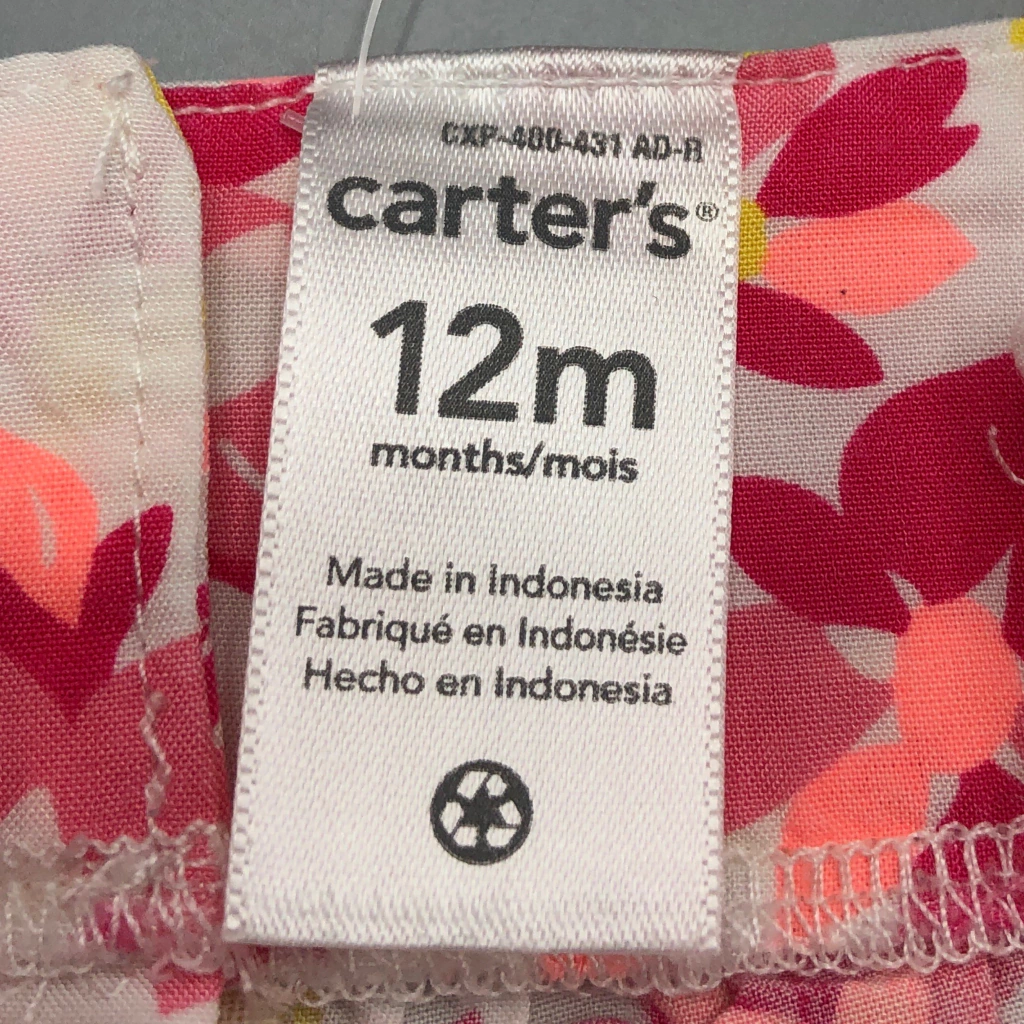 CXP-400-431 AD-R
carter's®
12m
months/mois
Made in Indonesia
Fabriqué en Indonésie
Hecho en Indonesia